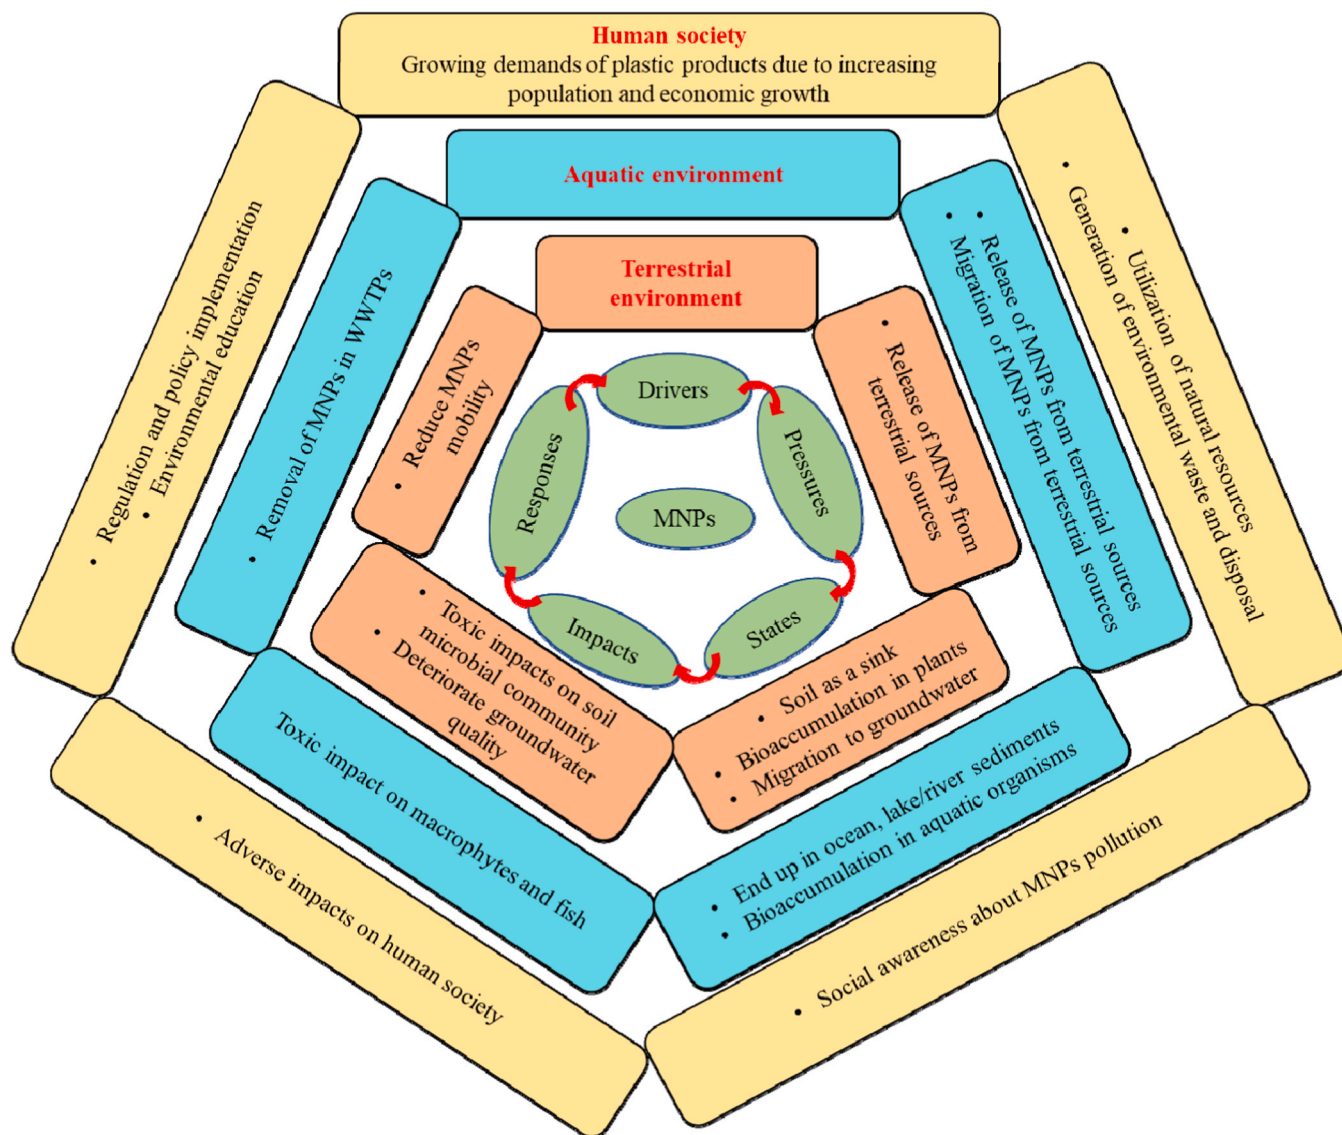 Human society
Growing demands of plastic products due to increasing
population and economic growth
Aquatic environment
Terrestrial
environment
Drivers
Pressures
States
Impacts
Responses
MNPs
• Release of MNPs from
terrestrial sources
• Soil as a sink
• Bioaccumulation in plants
• Migration to groundwater
• Toxic impacts on soil
microbial community
• Deteriorate groundwater
quality
• Reduce MNPs
mobility
• Release of MNPs from terrestrial sources
• Migration of MNPs from terrestrial sources
• End up in ocean, lake/river sediments
• Bioaccumulation in aquatic organisms
Toxic impact on macrophytes and fish
• Removal of MNPs in WWTPs
• Utilization of natural resources
• Generation of environmental waste and disposal
• Social awareness about MNPs pollution
• Adverse impacts on human society
• Regulation and policy implementation
• Environmental education